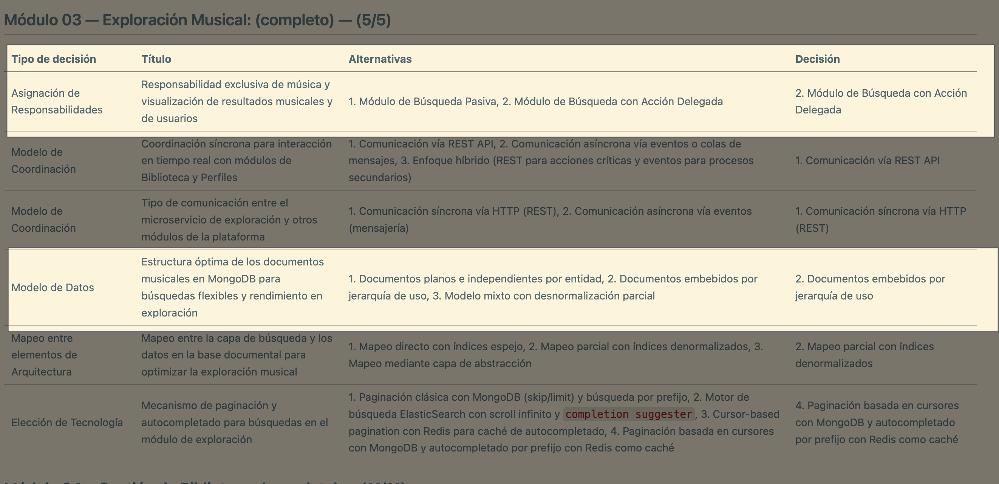 Módulo 03 — Exploración Musical: (completo) — (5/5)
Tipo de decisión Título Alternativas Decisión
Asignación de
Responsabilidades
Responsabilidad exclusiva de música y
visualización de resultados musicales y
de usuarios
1. Módulo de Búsqueda Pasiva, 2. Módulo de Búsqueda con Acción Delegada
2. Módulo de Búsqueda con Acción
Delegada
Modelo de
Coordinación
Coordinación síncrona para interacción
en tiempo real con módulos de
Biblioteca y Perfiles
1. Comunicación vía REST API, 2. Comunicación asíncrona vía eventos o colas de
mensajes, 3. Enfoque híbrido (REST para acciones críticas y eventos para procesos
secundarios)
1. Comunicación vía REST API
Modelo de
Coordinación
Tipo de comunicación entre el
microservicio de exploración y otros
módulos de la plataforma
1. Comunicación síncrona vía HTTP (REST), 2. Comunicación asíncrona vía eventos
(mensajería)
1. Comunicación síncrona vía HTTP
(REST)
Modelo de Datos
Estructura óptima de los documentos
musicales en MongoDB para
búsquedas flexibles y rendimiento en
exploración
1. Documentos planos e independientes por entidad, 2. Documentos embebidos por
jerarquía de uso, 3. Modelo mixto con desnormalización parcial
2. Documentos embebidos por
jerarquía de uso
Mapeo entre
elementos de
Arquitectura
Mapeo entre la capa de búsqueda y los
datos en la base documental para
optimizar la exploración musical
1. Mapeo directo con índices espejo, 2. Mapeo parcial con índices denormalizados, 3.
Mapeo mediante capa de abstracción
2. Mapeo parcial con índices
denormalizados
Elección de Tecnología
Mecanismo de paginación y
autocompletado para búsquedas en el
módulo de exploración
1. Paginación clásica con MongoDB (skip/limit) y búsqueda por prefijo, 2. Motor de
búsqueda ElasticSearch con scroll infinito y completion suggester, 3. Cursor-based
pagination con Redis para caché de autocompletado, 4. Paginación basada en cursores
con MongoDB y autocompletado por prefijo con Redis como caché
4. Paginación basada en cursores
con MongoDB y autocompletado
por prefijo con Redis como caché